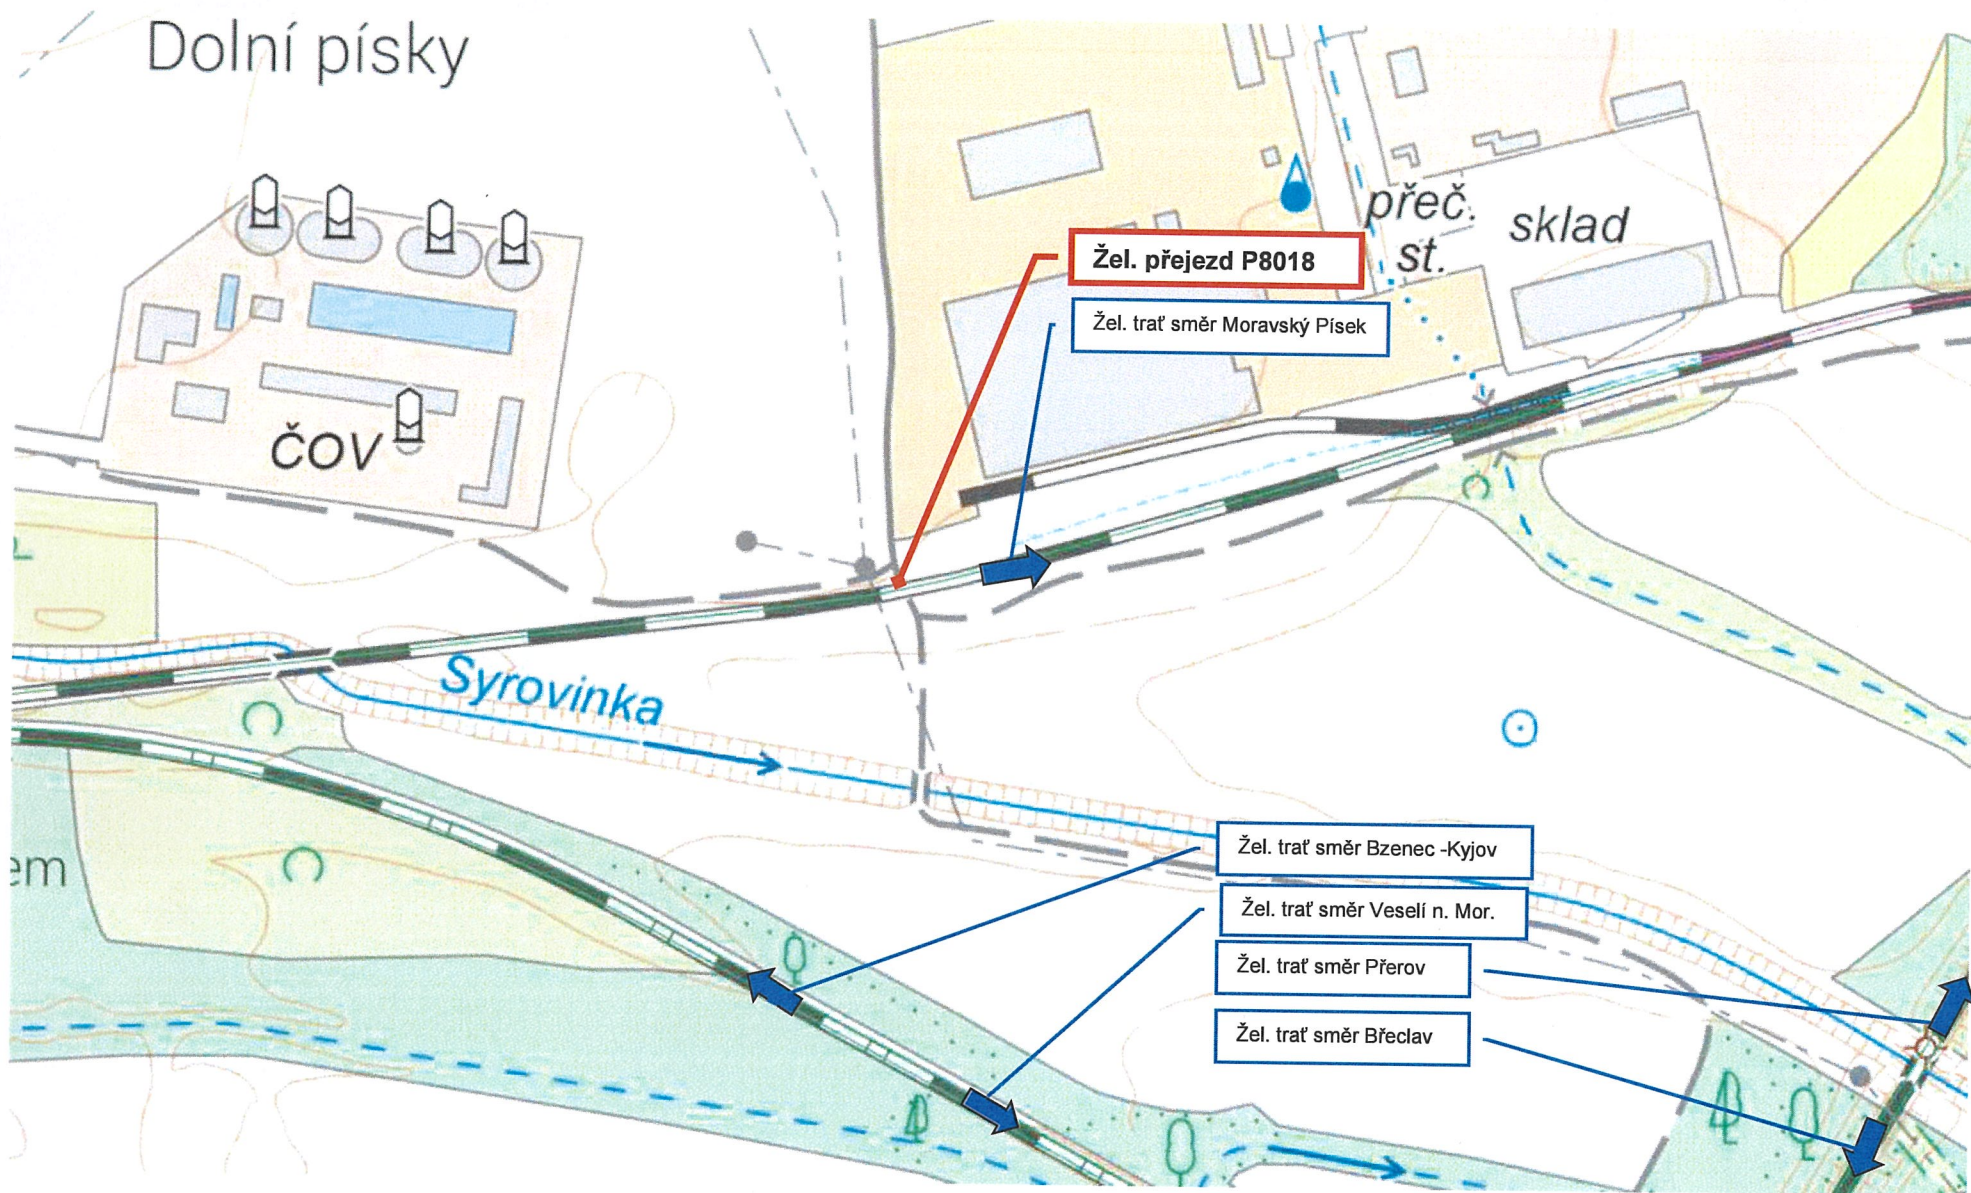 Dolní písky
přeč.
st.
sklad
Žel. přejezd P8018
Žel. trať směr Moravský Písek
ČOV
Syrovinka
em
Žel. trať směr Bzenec -Kyjov
Žel. trať směr Veselí n. Mor.
Žel. trať směr Přerov
Žel. trať směr Břeclav